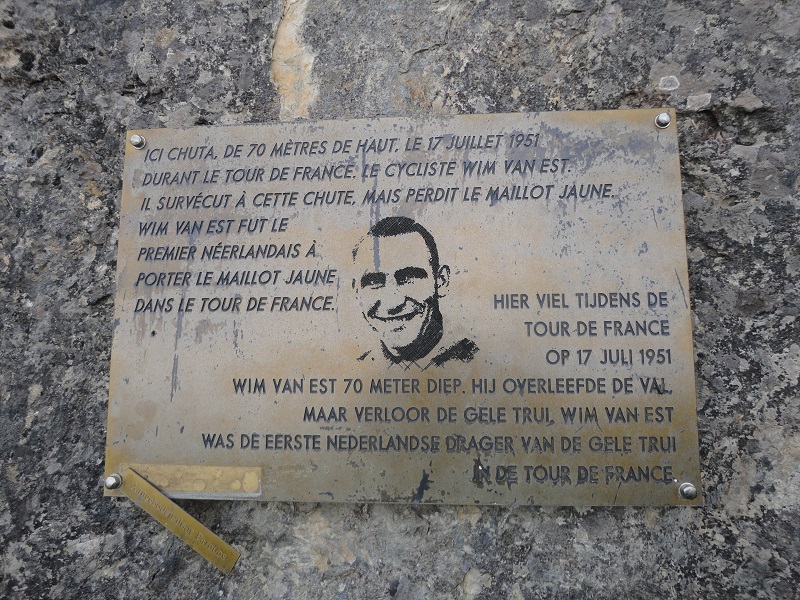 ICI CHUTA, DE 70 MÈTRES DE HAUT, LE 17 JUILLET 1951
DURANT LE TOUR DE FRANCE, LE CYCLISTE WIM VAN EST.
IL SURVÉCUT À CETTE CHUTE, MAIS PERDIT LE MAILLOT JAUNE.
WIM VAN EST FUT LE
PREMIER NÉERLANDAIS À
PORTER LE MAILLOT JAUNE
DANS LE TOUR DE FRANCE.
HIER VIEL TIJDENS DE
TOUR DE FRANCE
OP 17 JULI 1951
WIM VAN EST 70 METER DIEP. HIJ OVERLEEFDE DE VAL,
MAAR VERLOOR DE GELE TRUI, WIM VAN EST
WAS DE EERSTE NEDERLANDSE DRAGER VAN DE GELE TRUI
IN DE TOUR DE FRANCE.